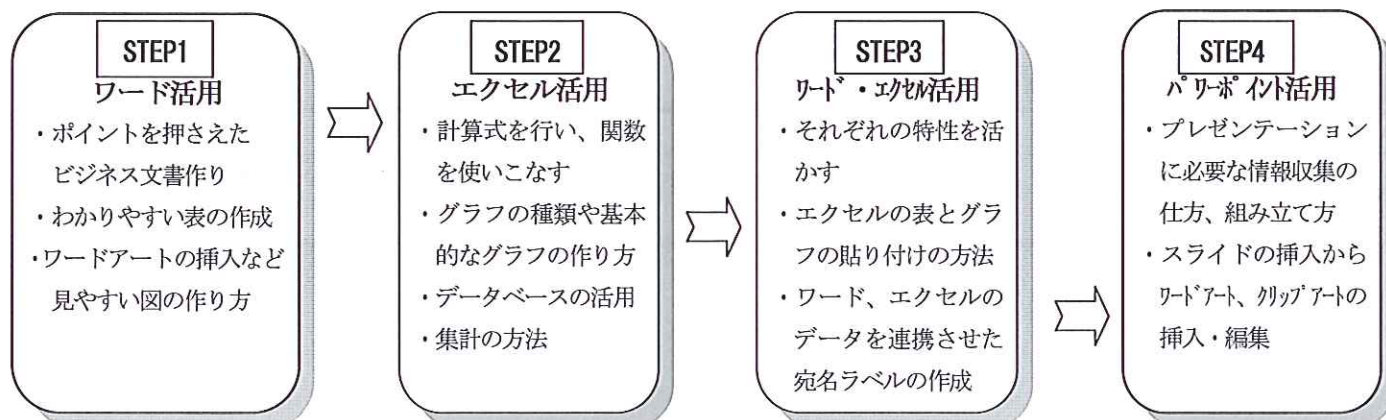 STEP1
ワード活用
・ポイントを押さえた
ビジネス文書作り
・わかりやすい表の作成
・ワードアートの挿入など
見やすい図の作り方
STEP2
エクセル活用
・計算式を行い、関数
を使いこなす
・グラフの種類や基本
的なグラフの作り方
・データベースの活用
・集計の方法
STEP3
ﾜｰﾄﾞ・ｴｸｾﾙ活用
・それぞれの特性を活
かす
・エクセルの表とグラ
フの貼り付けの方法
・ワード、エクセルの
データを連携させた
宛名ラベルの作成
STEP4
ﾊﾟﾜｰﾎﾟｲﾝﾄ活用
・プレゼンテーション
に必要な情報収集の
仕方、組み立て方
・スライドの挿入から
ﾜｰﾄﾞｱｰﾄ、ｸﾘｯﾌﾟｱｰﾄの
挿入・編集